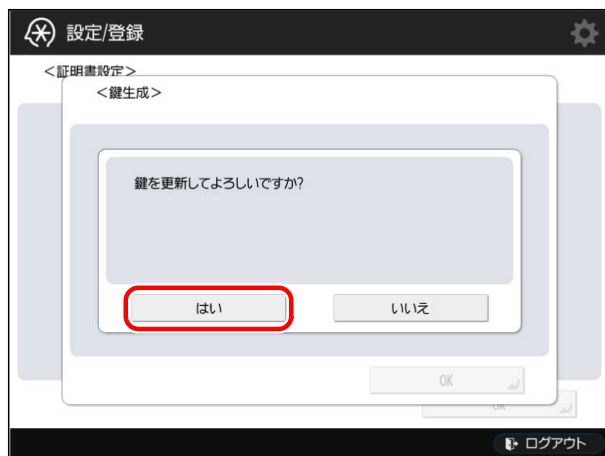 設定/登録
<証明書設定>
<鍵生成>
鍵を更新してよろしいですか?
はい
いいえ
OK
OK
ログアウト